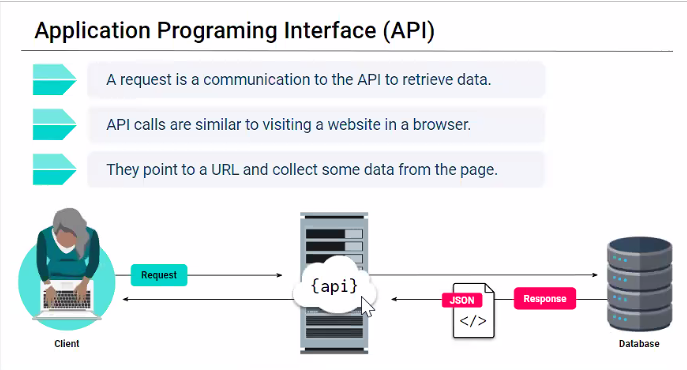 Application Programing Interface (API)
A request is a communication to the API to retrieve data.
API calls are similar to visiting a website in a browser.
They point to a URL and collect some data from the page.
Request
{api}
JSON
</>
Response
Client
Database